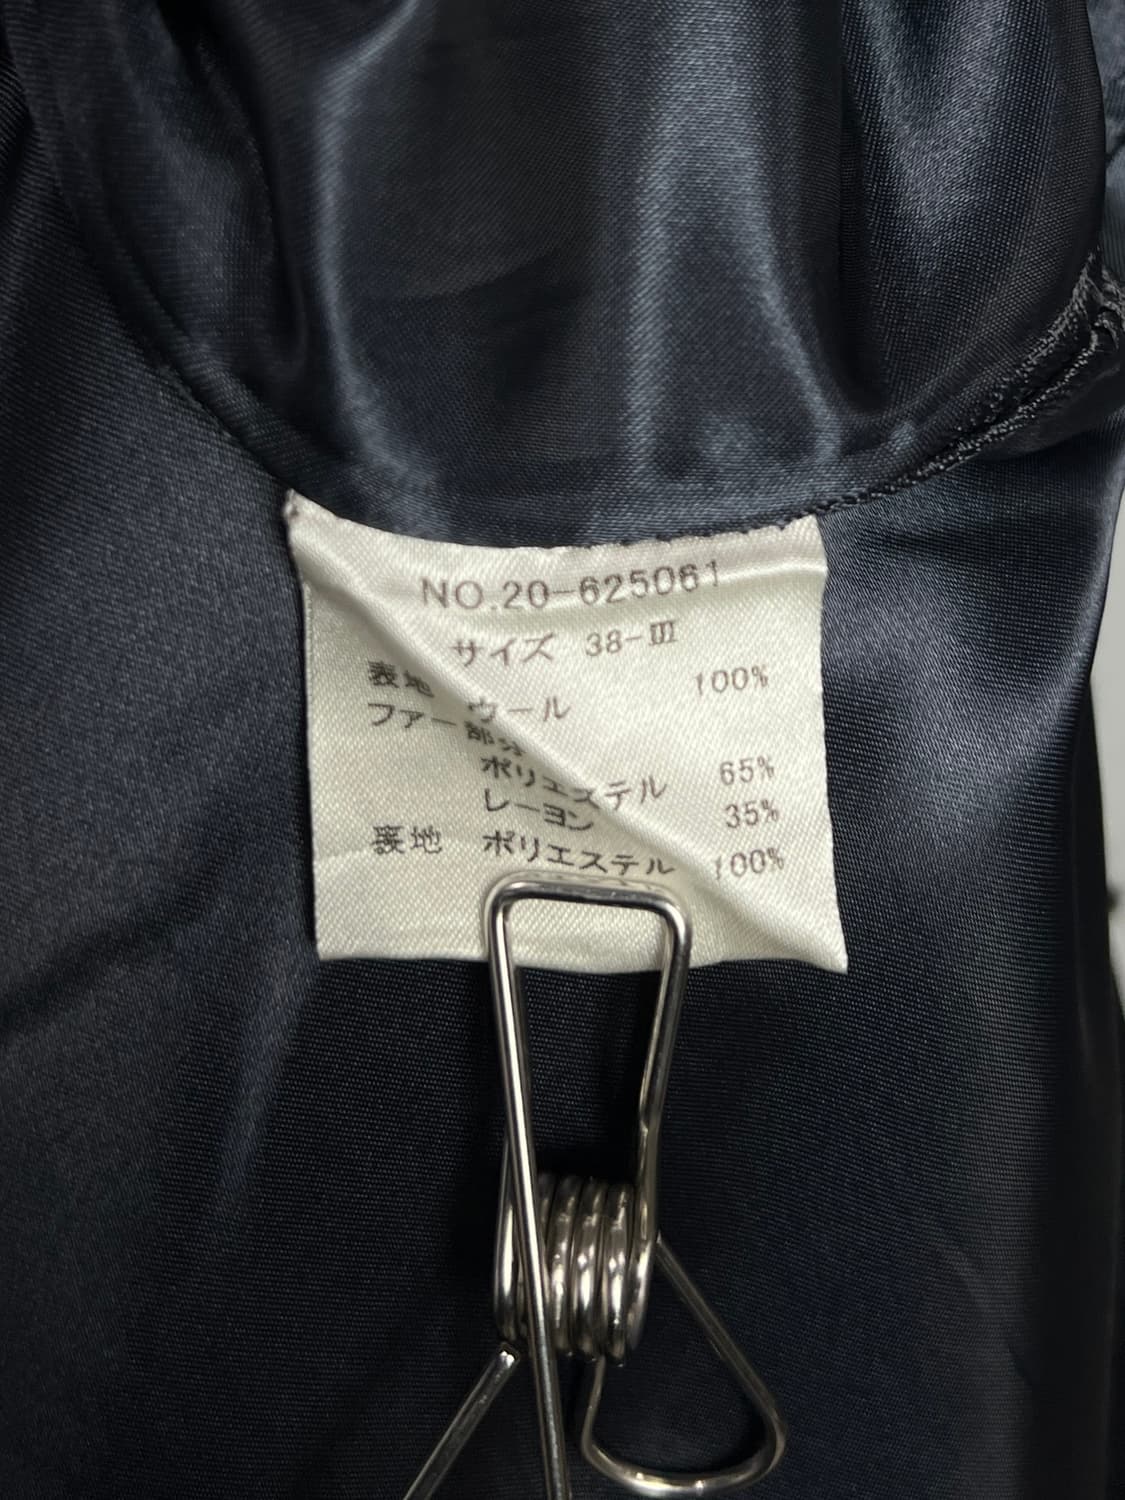 NO.20-625061
サイズ 38-III
表地 ウール 100%
ファー部分
ポリエステル 65%
レーヨン 35%
裏地 ポリエステル 100%